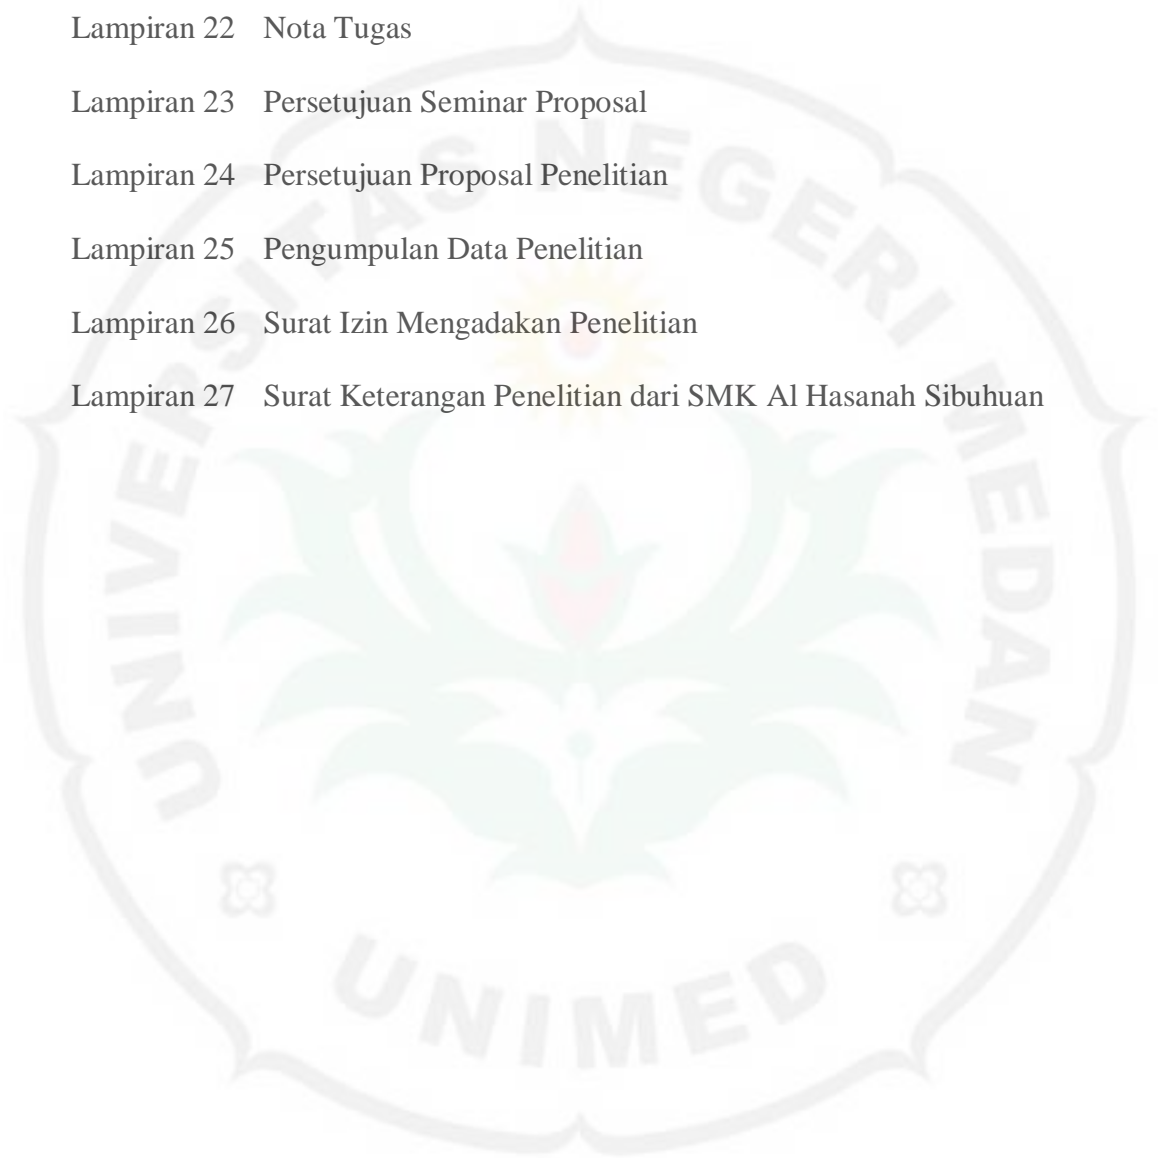 Lampiran 22 Nota Tugas
Lampiran 23 Persetujuan Seminar Proposal
Lampiran 24 Persetujuan Proposal Penelitian
Lampiran 25 Pengumpulan Data Penelitian
Lampiran 26 Surat Izin Mengadakan Penelitian
Lampiran 27 Surat Keterangan Penelitian dari SMK Al Hasanah Sibuhuan
UNIVERSITAS NEGERI MEDAN
UNIMED